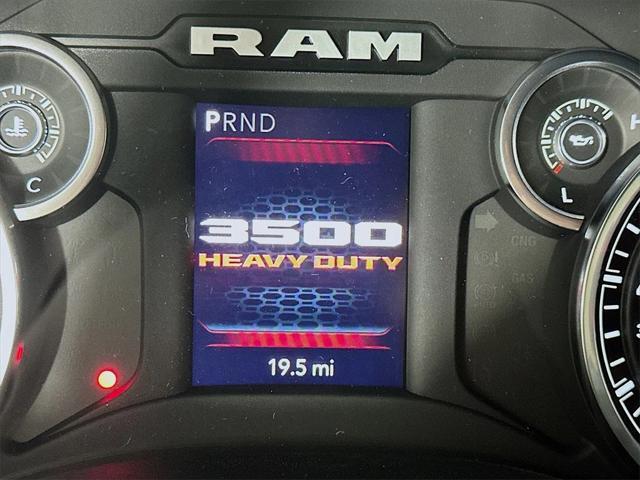 RAM
PRND
H
C
L
3500
CNG
HEAVY DUTY
GAS
19.5 mi